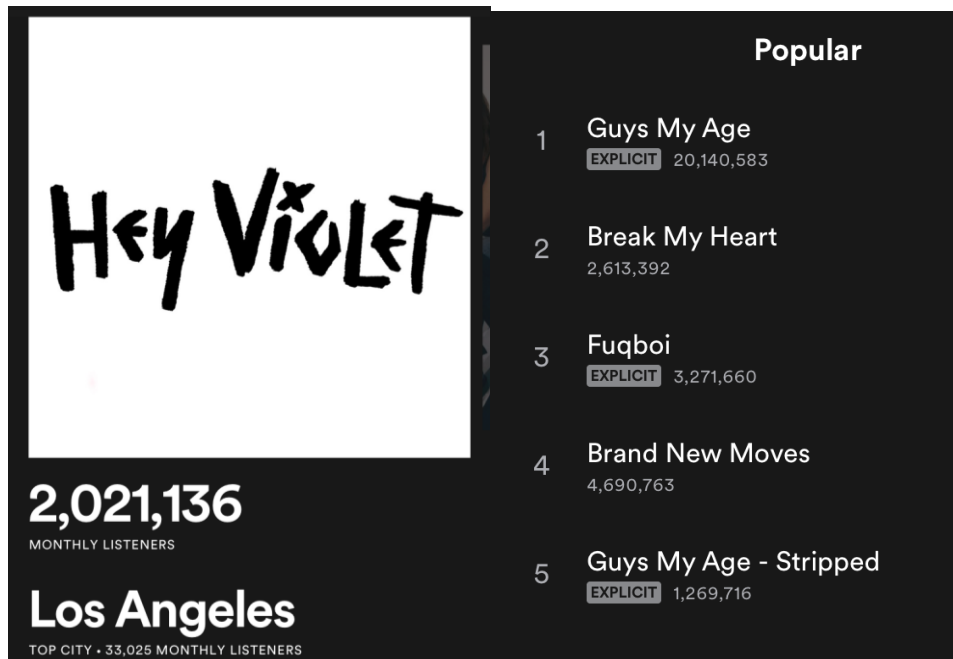 Hey Violet
2,021,136
MONTHLY LISTENERS
Los Angeles
TOP CITY • 33,025 MONTHLY LISTENERS
Popular
1
Guys My Age
EXPLICIT 20,140,583
2
Break My Heart
2,613,392
3
Fuqboi
EXPLICIT 3,271,660
4
Brand New Moves
4,690,763
5
Guys My Age - Stripped
EXPLICIT 1,269,716